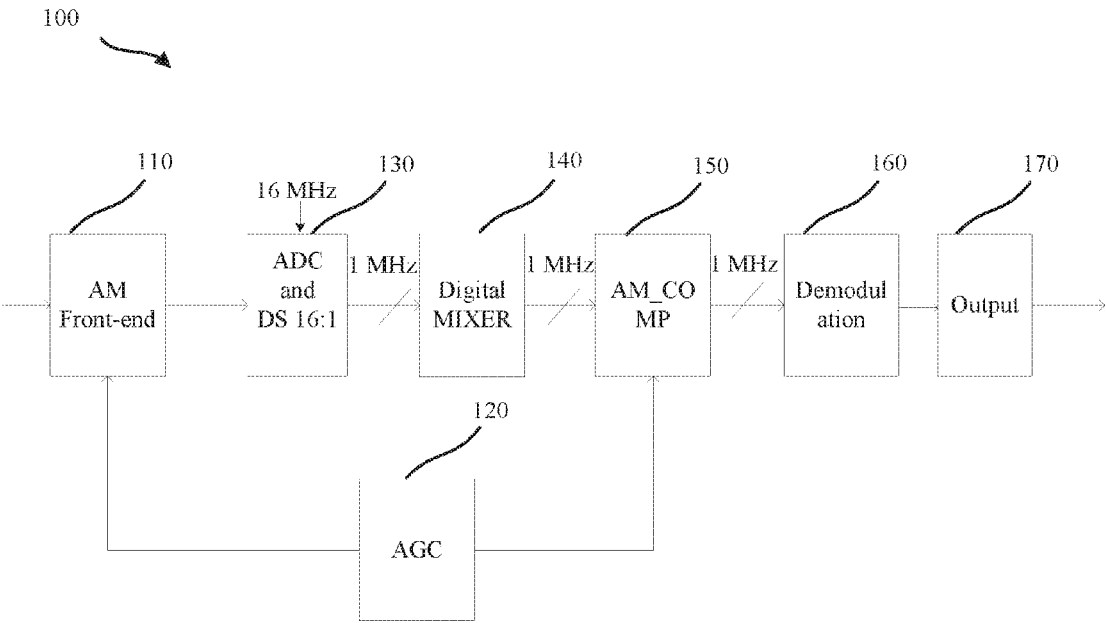 100
110
130
140
150
160
170
16 MHz
AM
Front-end
ADC
and
DS 16:1
1 MHz
Digital
MIXER
1 MHz
AM_CO
MP
1 MHz
Demodul
ation
Output
120
AGC